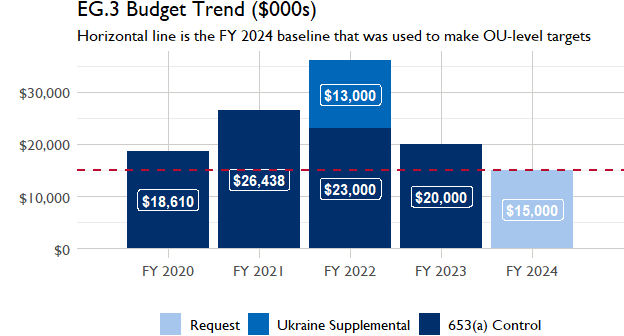 EG.3 Budget Trend ($000s)
Horizontal line is the FY 2024 baseline that was used to make OU-level targets
$30,000
$20,000
$10,000
$0
$18,610
$26,438
$13,000
$23,000
$20,000
$15,000
FY 2020 FY 2021 FY 2022 FY 2023 FY 2024
Request Ukraine Supplemental 653(a) Control